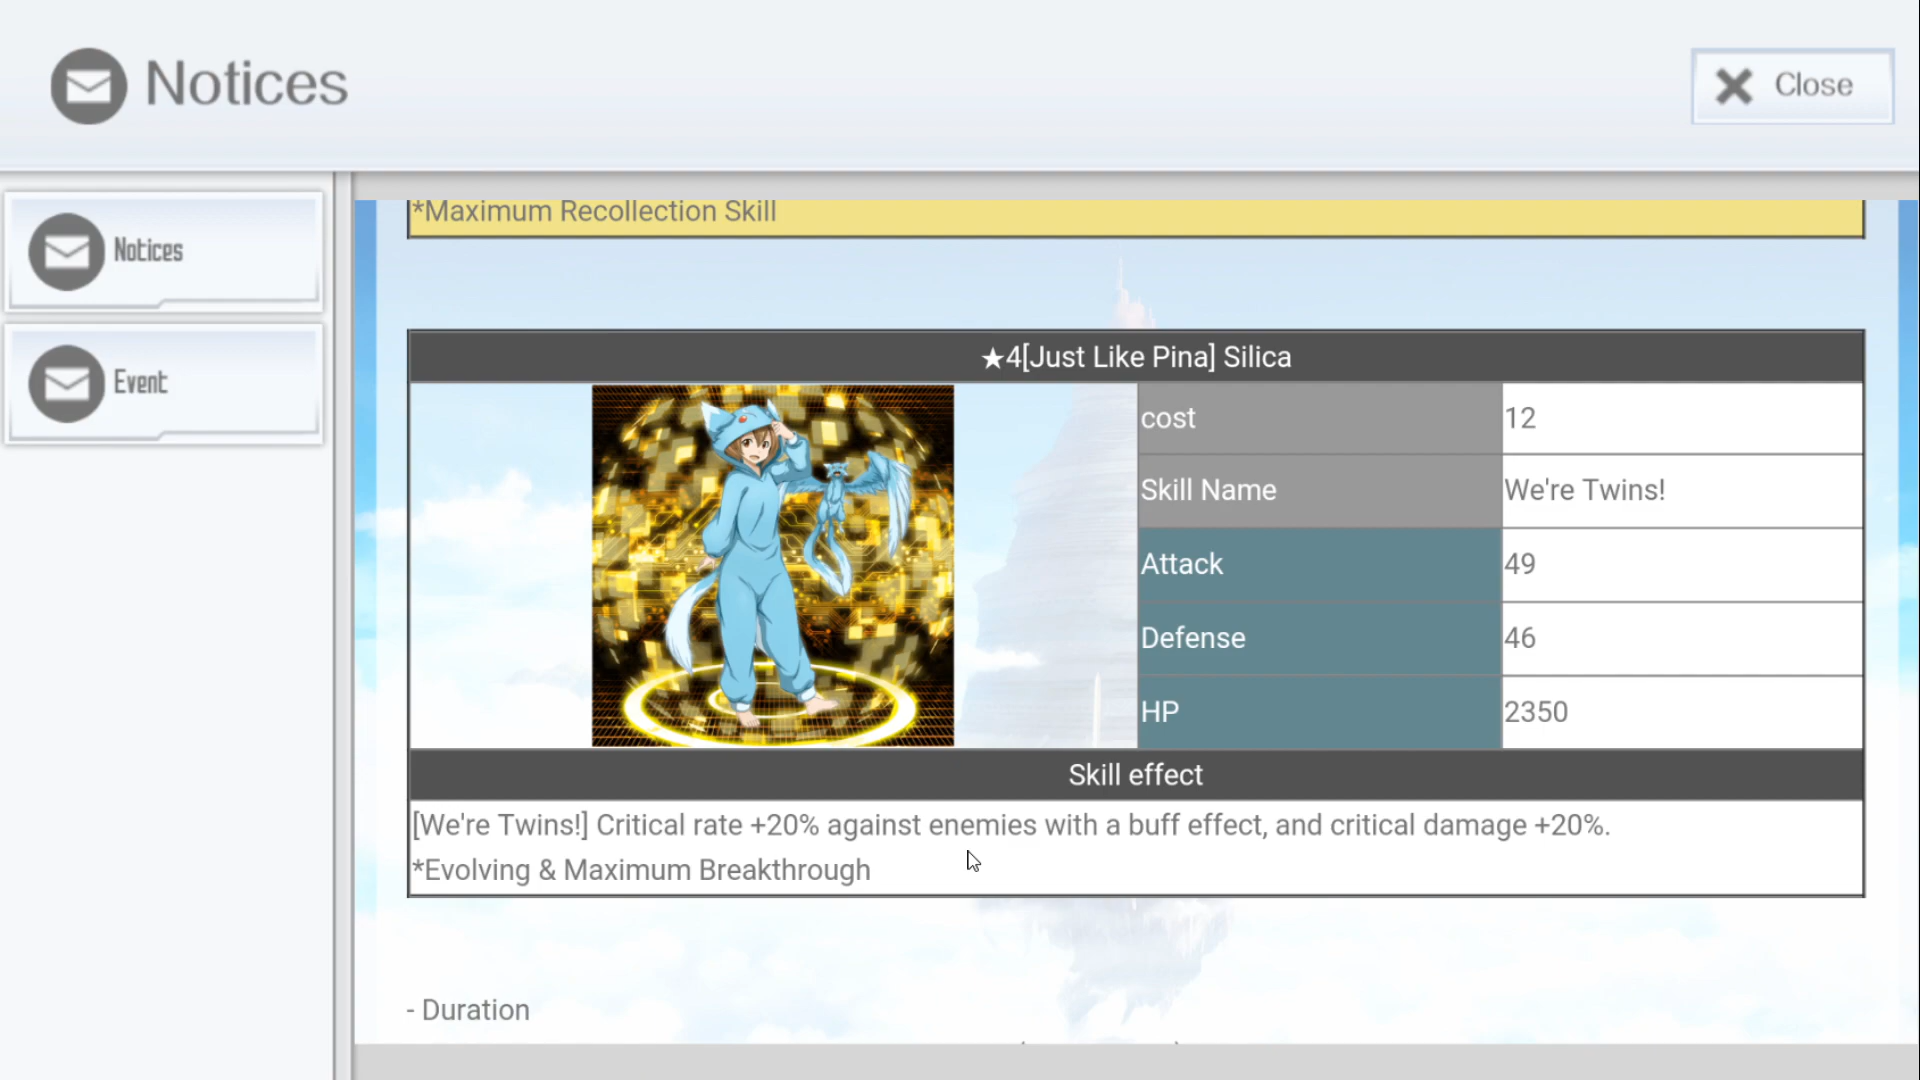 Notices
Close
Notices
Event
*Maximum Recollection Skill
★4[Just Like Pina] Silica
cost 12
Skill Name We're Twins!
Attack 49
Defense 46
HP 2350
Skill effect
[We're Twins!] Critical rate +20% against enemies with a buff effect, and critical damage +20%.
*Evolving & Maximum Breakthrough
- Duration